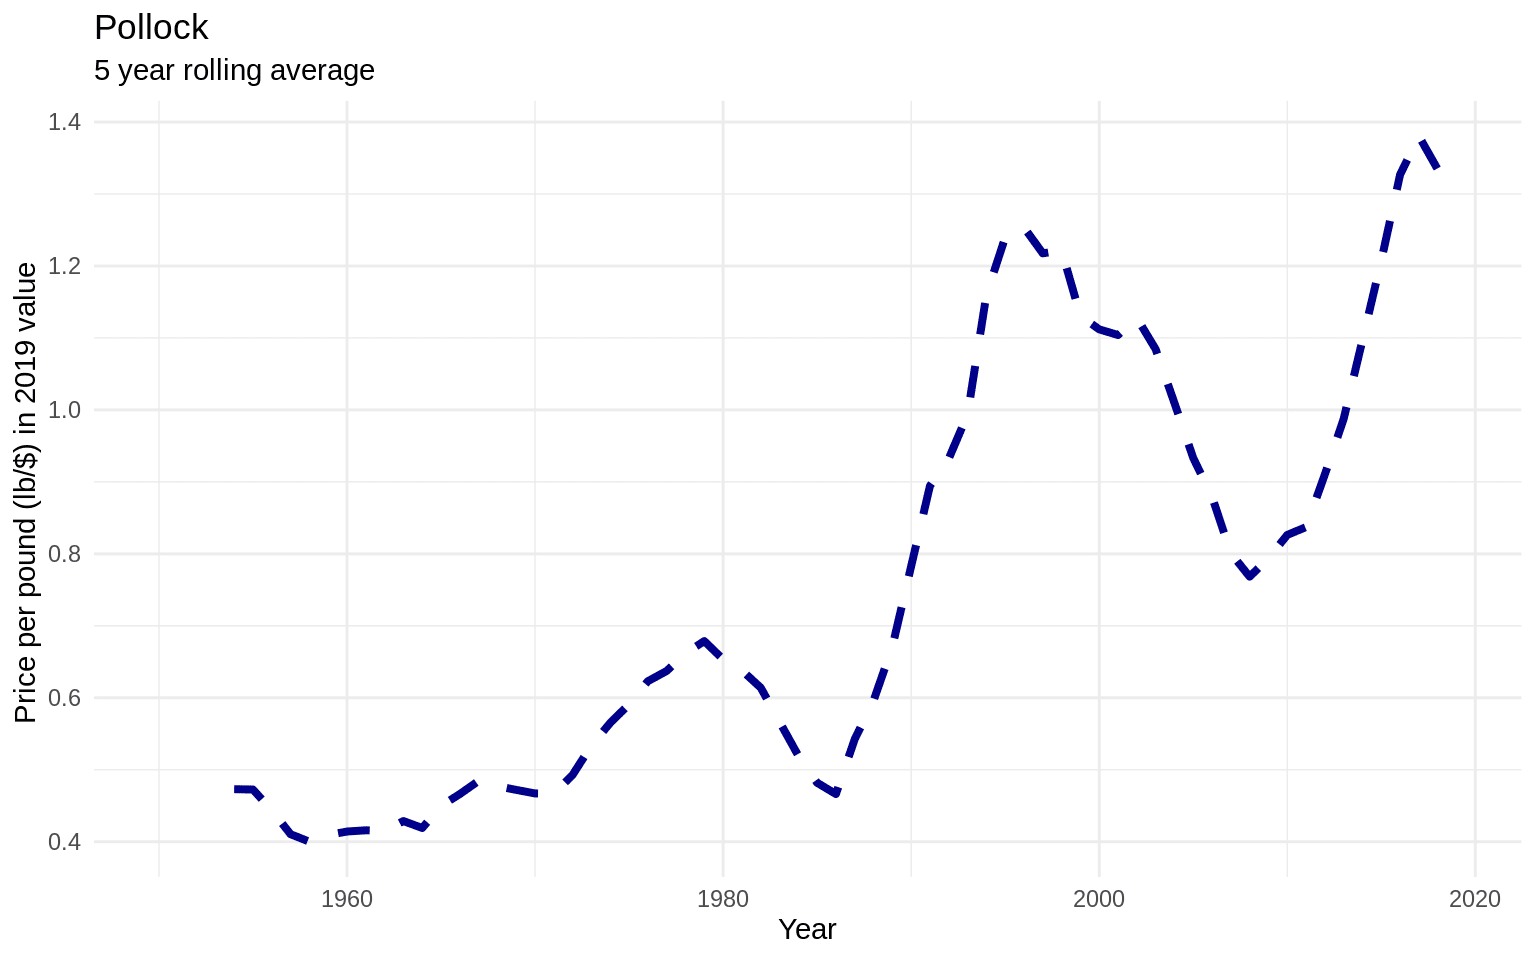 Pollock
5 year rolling average
Price per pound (lb/$) in 2019 value
1.4
1.2
1.0
0.8
0.6
0.4
1960
1980
2000
2020
Year